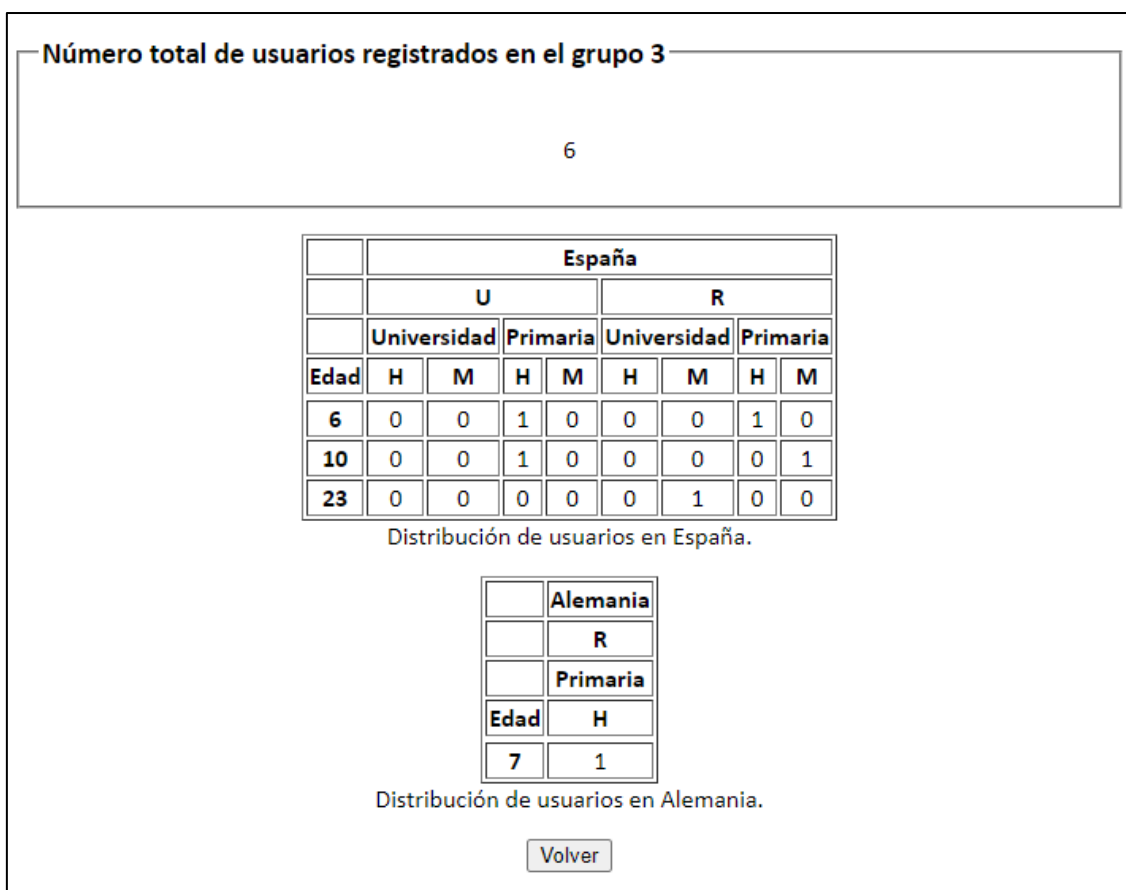 Número total de usuarios registrados en el grupo 3
6
España
U R
Universidad Primaria Universidad Primaria
Edad H M H M H M H M
6 0 0 1 0 0 0 1 0
10 0 0 1 0 0 0 0 1
23 0 0 0 0 0 1 0 0
Distribución de usuarios en España.
Alemania
R
Primaria
Edad H
7 1
Distribución de usuarios en Alemania.
Volver